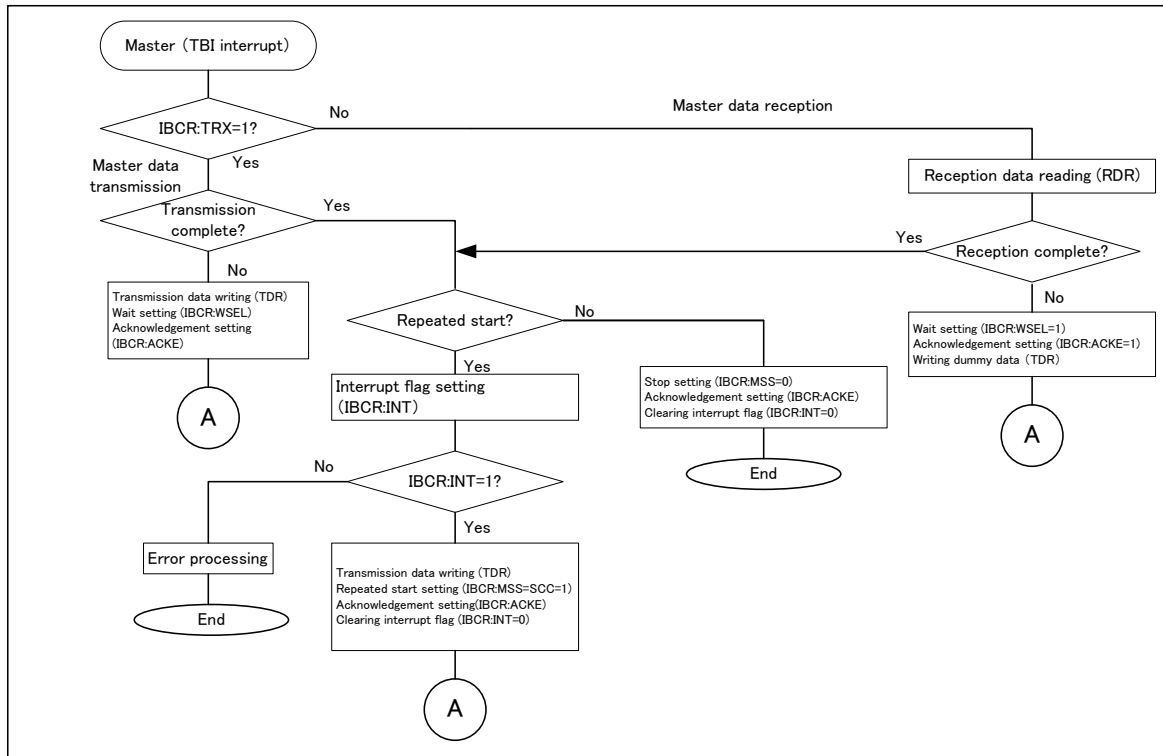 Master (TBI interrupt)
No
Master data reception
IBCR:TRX=1?
Yes
Master data
transmission
Reception data reading (RDR)
Transmission
complete?
Yes
Yes
Reception complete?
No
No
Transmission data writing (TDR)
Wait setting (IBCR:WSEL)
Acknowledgement setting
(IBCR:ACKE)
Repeated start?
No
Wait setting (IBCR:WSEL=1)
Acknowledgement setting (IBCR:ACKE=1)
Writing dummy data (TDR)
Yes
Interrupt flag setting
(IBCR:INT)
Stop setting (IBCR:MSS=0)
Acknowledgement setting (IBCR:ACKE)
Clearing interrupt flag (IBCR:INT=0)
A
A
No
IBCR:INT=1?
End
Yes
Error processing
Transmission data writing (TDR)
Repeated start setting (IBCR:MSS=SCC=1)
Acknowledgement setting(IBCR:ACKE)
Clearing interrupt flag (IBCR:INT=0)
End
A